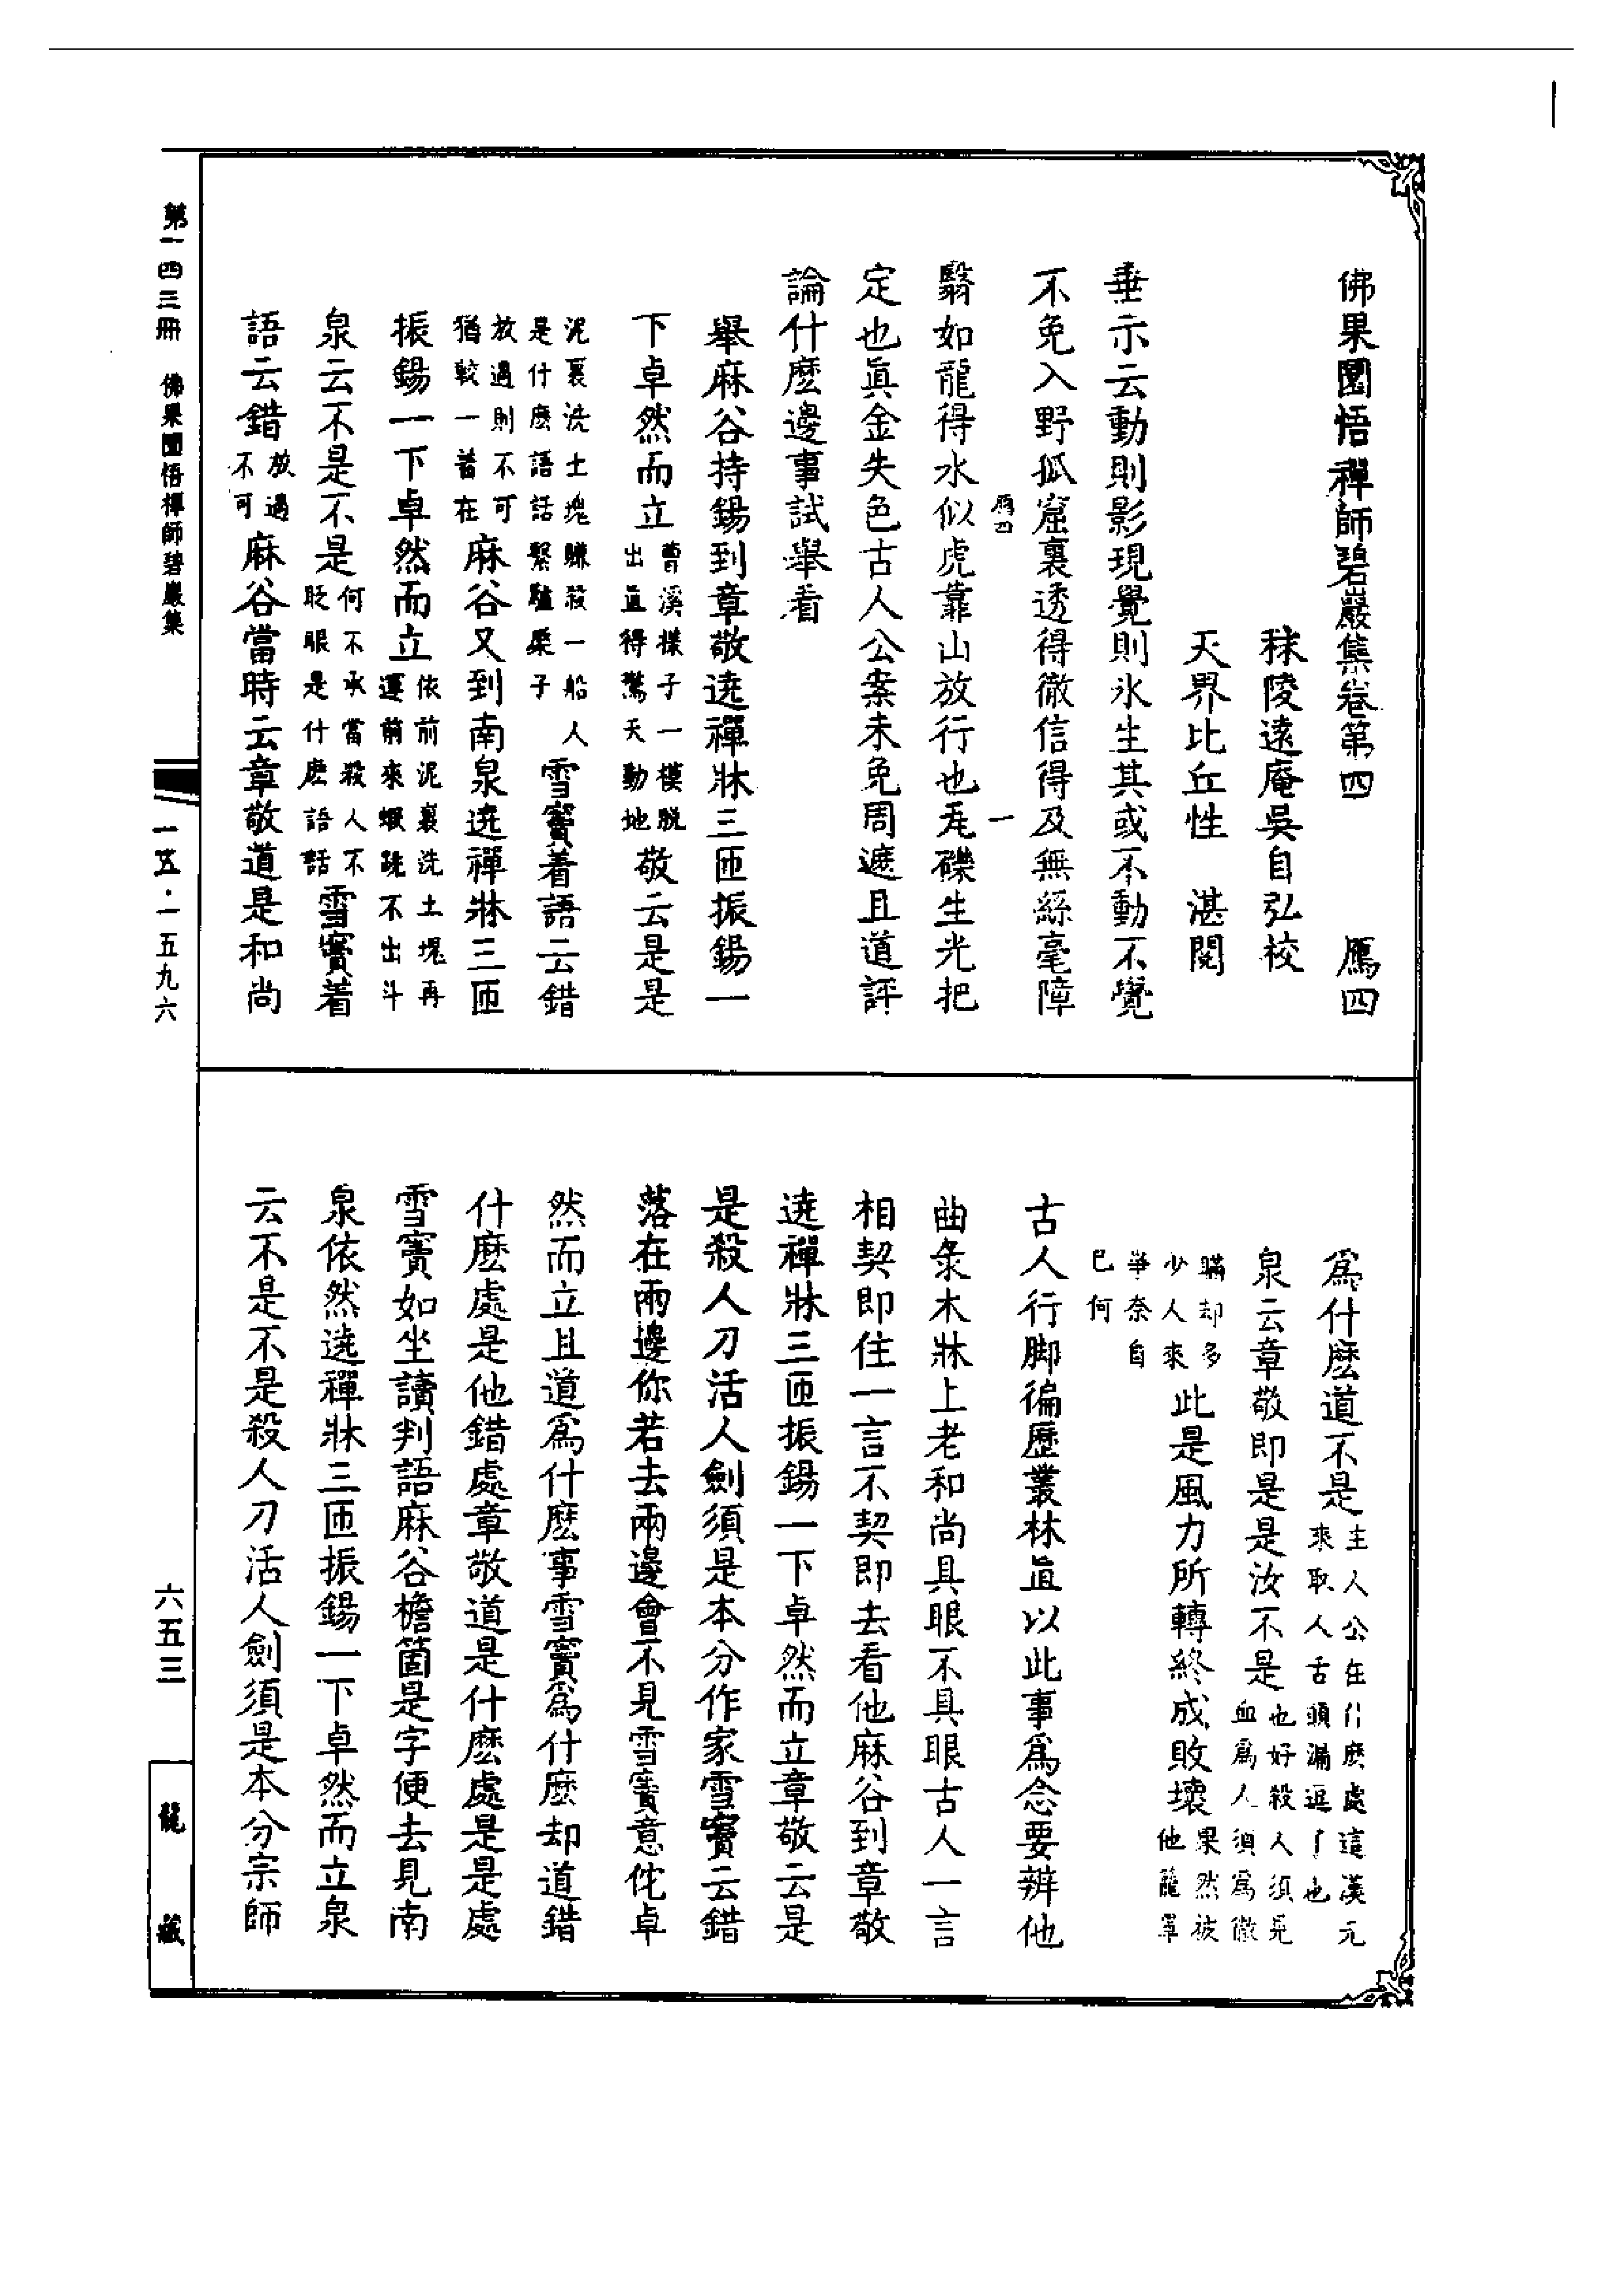 佛果圜悟禪師碧巖集卷第四　鴈四
秣陵遠庵吳自弘校
天界比丘性　湛閱
垂示云動則影現覺則氷生其或不動不覺
不免入野狐窟裏透得徹信得及無絲毫障
鴈四　一
翳如龍得水似虎靠山放行也瓦礫生光把
定也眞金失色古人公案未免周遮且道評
論什麽邊事試舉看
舉麻谷持錫到章敬遶禪牀三匝振錫一
下卓然而立曹溪樣子一模脫出直得驚天動地敬云是是
泥裏洗土塊賺殺一船人是什麽語話繫驢橛子雪竇着語云錯
放過則不可猶較一着在麻谷又到南泉遶禪牀三匝
振錫一下卓然而立依前泥裏洗土塊再運前來蝦跳不出斗
泉云不是不是何不承當殺人不眨眼是什麽語話雪竇着
語云錯放過不可麻谷當時云章敬道是和尚
爲什麽道不是主人公在什麽處這漢元來取人舌頭漏逗了也
泉云章敬即是是汝不是也好殺人須見血爲人須爲徹
瞞却多少人來此是風力所轉終成敗壞果然被他籠罩
爭奈自己何
古人行脚徧歷叢林直以此事爲念要辨他
曲彔木牀上老和尚具眼不具眼古人一言
相契即住一言不契即去看他麻谷到章敬
遶禪牀三匝振錫一下卓然而立章敬云是
是殺人刀活人劍須是本分作家雪竇云錯
落在兩邊你若去兩邊會不見雪竇意佗卓
然而立且道爲什麽事雪竇爲什麽却道錯
什麽處是他錯處章敬道是什麽處是是處
雪竇如坐讀判語麻谷檐箇是字便去見南
泉依然遶禪牀三匝振錫一下卓然而立泉
云不是不是殺人刀活人劍須是本分宗師
第一四三冊　佛果圜悟禪師碧巖集
一五·一五九六
六五三
龍藏